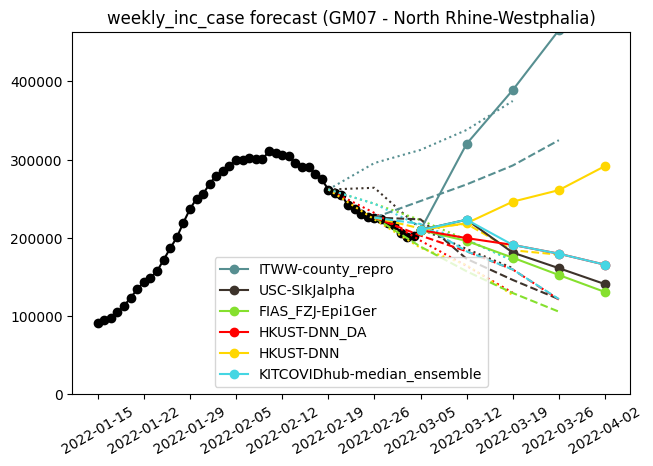 weekly_inc_case forecast (GM07 - North Rhine-Westphalia)
400000
300000
200000
100000
0
ITWW-county_repro
USC-SIkJalpha
FIAS_FZJ-Epi1Ger
HKUST-DNN_DA
HKUST-DNN
KITCOVIDhub-median_ensemble
2022-01-15
2022-01-22
2022-01-29
2022-02-05
2022-02-12
2022-02-19
2022-02-26
2022-03-05
2022-03-12
2022-03-19
2022-03-26
2022-04-02